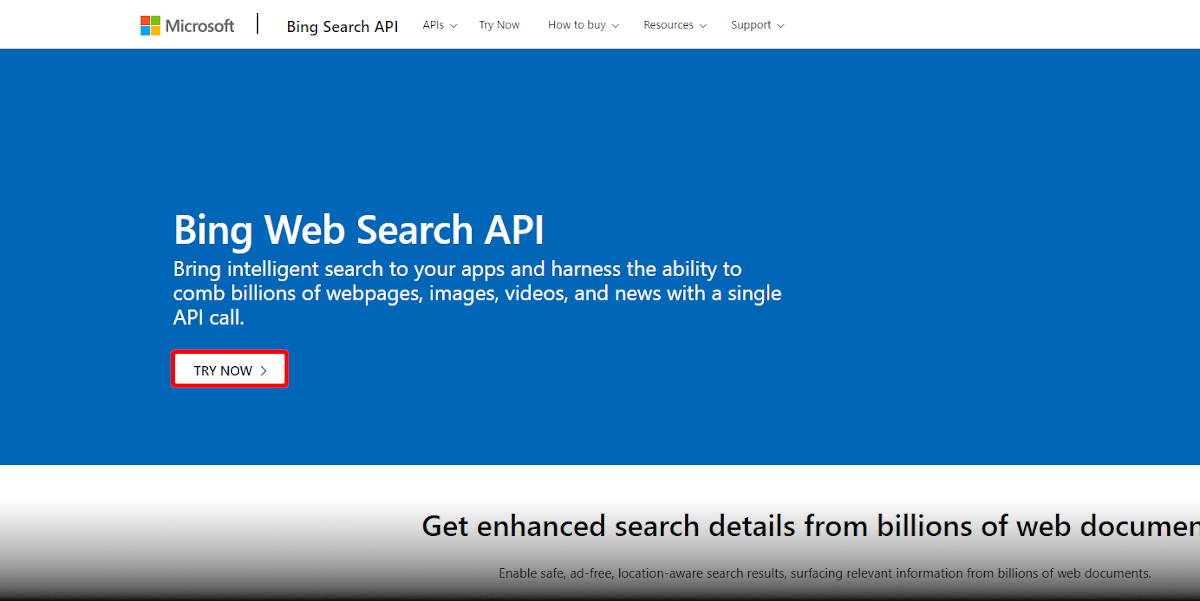 Microsoft Bing Search API APIs Try Now How to buy Resources Support
Bing Web Search API
Bring intelligent search to your apps and harness the ability to
comb billions of webpages, images, videos, and news with a single
API call.
TRY NOW
Get enhanced search details from billions of web documen
Enable safe, ad-free, location-aware search results, surfacing relevant information from billions of web documents.